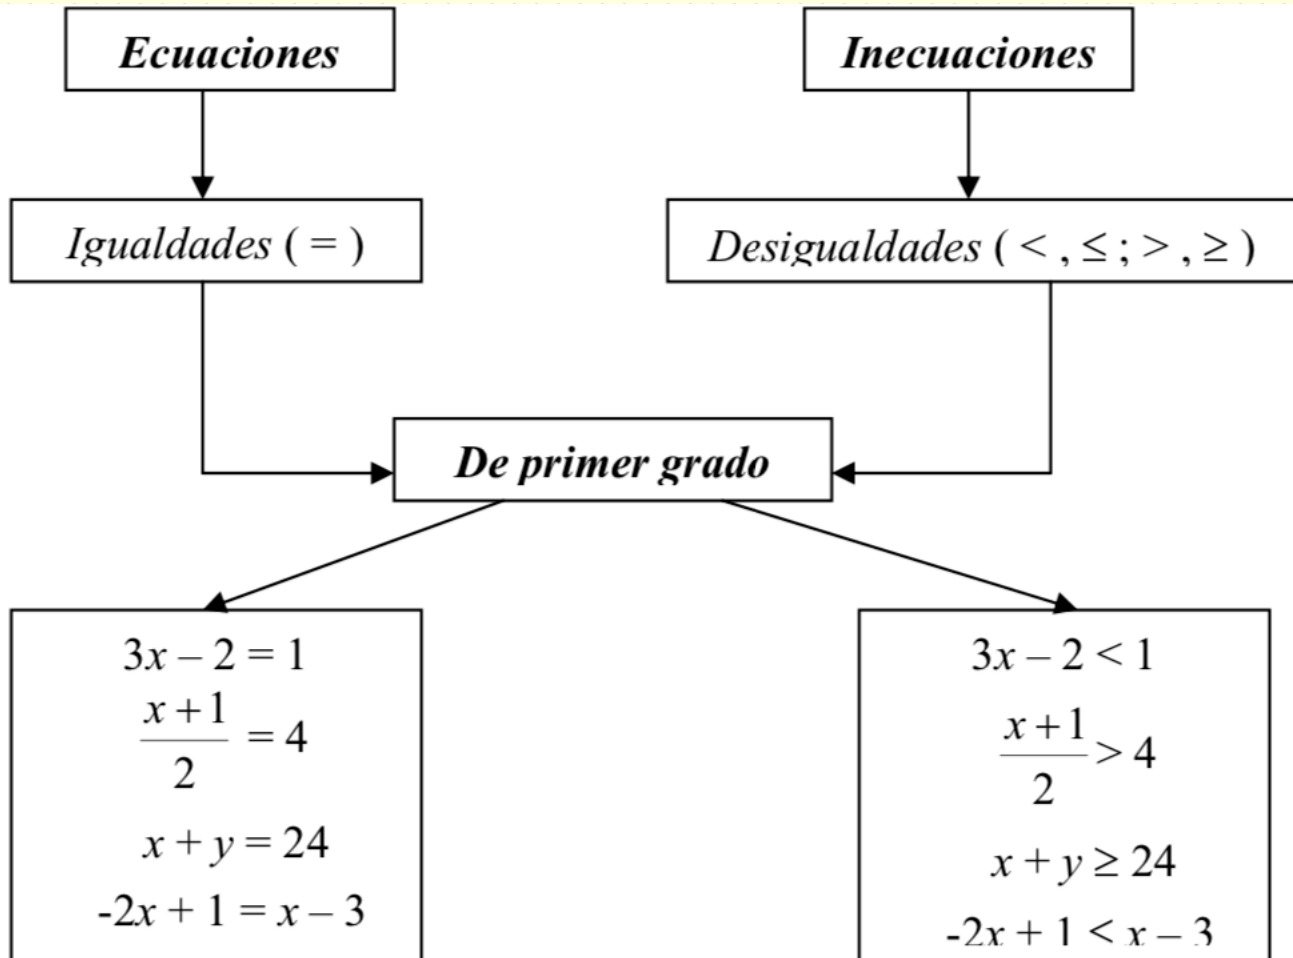 Ecuaciones
Inecuaciones
Igualdades ( = )
Desigualdades ( < , ≤ ; > , ≥ )
De primer grado
3x – 2 = 1
x + 1
2
= 4
x + y = 24
-2x + 1 = x – 3
3x – 2 < 1
x + 1
2
> 4
x + y ≥ 24
-2x + 1 < x – 3